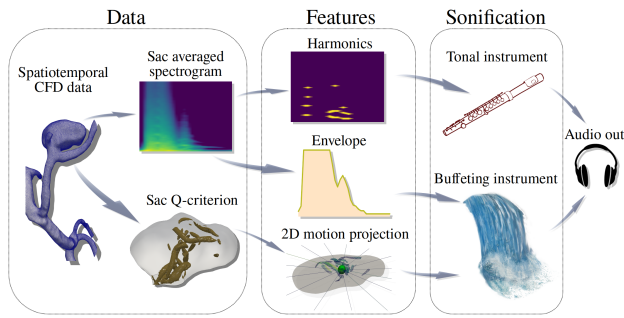 Data
Features
Sonification
Spatiotemporal
CFD data
Sac averaged
spectrogram
Sac Q-criterion
Harmonics
Envelope
2D motion projection
Tonal instrument
Buffeting instrument
Audio out